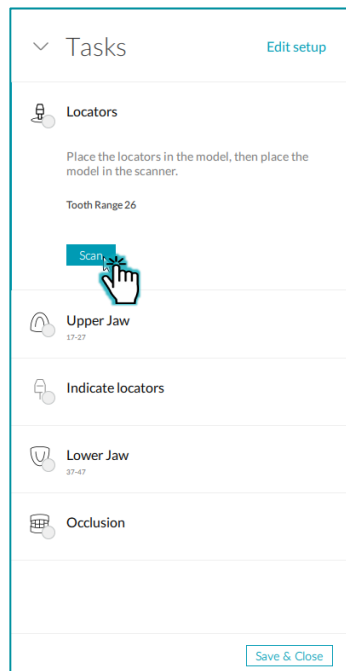 Tasks
Edit setup
Locators
Place the locators in the model, then place the
model in the scanner.
Tooth Range 26
Scan
Upper Jaw
17-27
Indicate locators
Lower Jaw
37-47
Occlusion
Save & Close